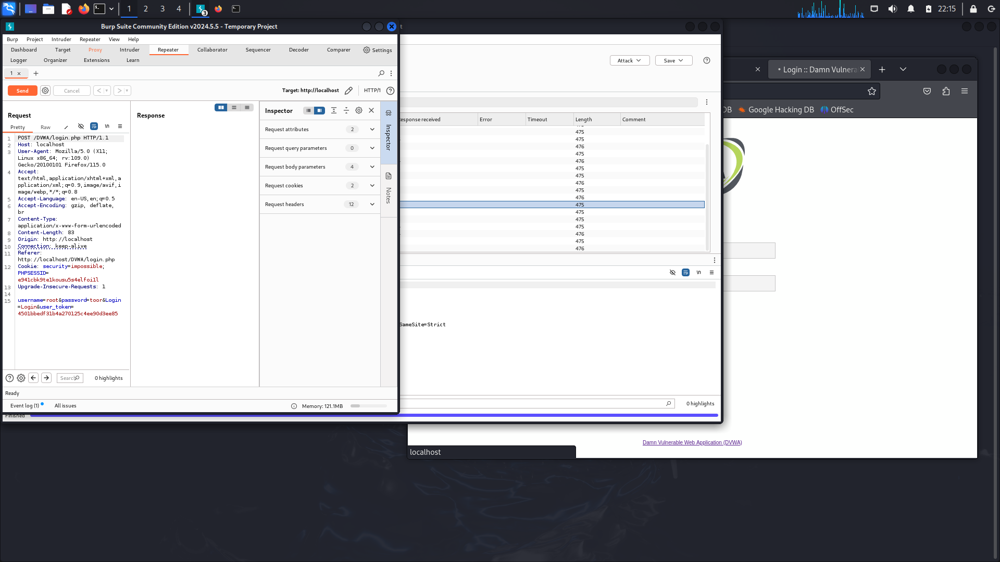 1
2
3
4
3
22:15
Burp Suite Community Edition v2024.5.5 - Temporary Project
Burp Project Intruder Repeater View Help
Dashboard Target Proxy Intruder Repeater Collaborator Sequencer Decoder Comparer Settings
Logger Organizer Extensions Learn
1 × +
Send Cancel < > Target: http://localhost HTTP/1
Request
Response
Inspector
Pretty Raw \n
1 POST /DVWA/login.php HTTP/1.1
2 Host: localhost
3 User-Agent: Mozilla/5.0 (X11;
Linux x86_64; rv:109.0)
Gecko/20100101 Firefox/115.0
4 Accept:
text/html,application/xhtml+xml,a
pplication/xml;q=0.9,image/avif,i
mage/webp,*/*;q=0.8
5 Accept-Language: en-US,en;q=0.5
6 Accept-Encoding: gzip, deflate,
br
7 Content-Type:
application/x-www-form-urlencoded
8 Content-Length: 83
9 Origin: http://localhost
10 Connection: keep-alive
11 Referer:
http://localhost/DVWA/login.php
12 Cookie: security=impossible;
PHPSESSID=
e941cbk9te1kousu5s4elfoi1l
13 Upgrade-Insecure-Requests: 1
14
15 username=root&password=toor&Login
=Login&user_token=
4501bbedf31b4a270125c4ee90d3ee85
Request attributes 2
Request query parameters 0
Request body parameters 4
Request cookies 2
Request headers 12
Inspector
Notes
Search
0 highlights
Ready
Event log (1) All issues Memory: 121.1MB
Finished
Attack Save
esponse received Error Timeout Length Comment
475
475
476
475
476
475
475
476
475
476
475
475
475
475
476
475
476
\n
SameSite=Strict
0 highlights
Login :: Damn Vulnera
DB Google Hacking DB OffSec
Damn Vulnerable Web Application (DVWA)
localhost